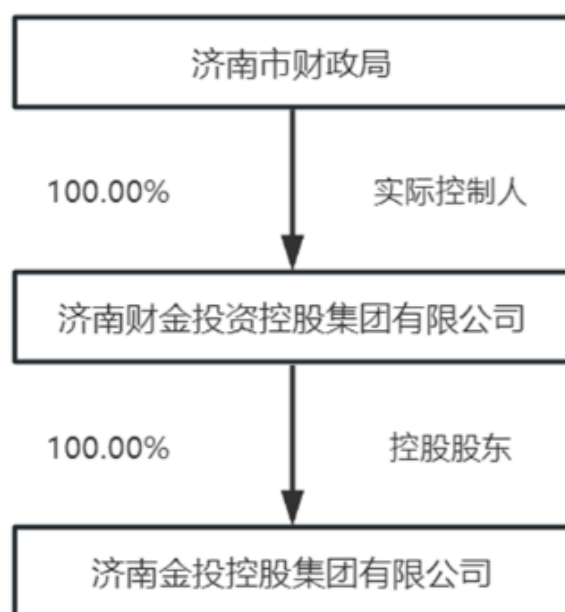 济南市财政局
100.00% 实际控制人
济南财金投资控股集团有限公司
100.00% 控股股东
济南金投控股集团有限公司